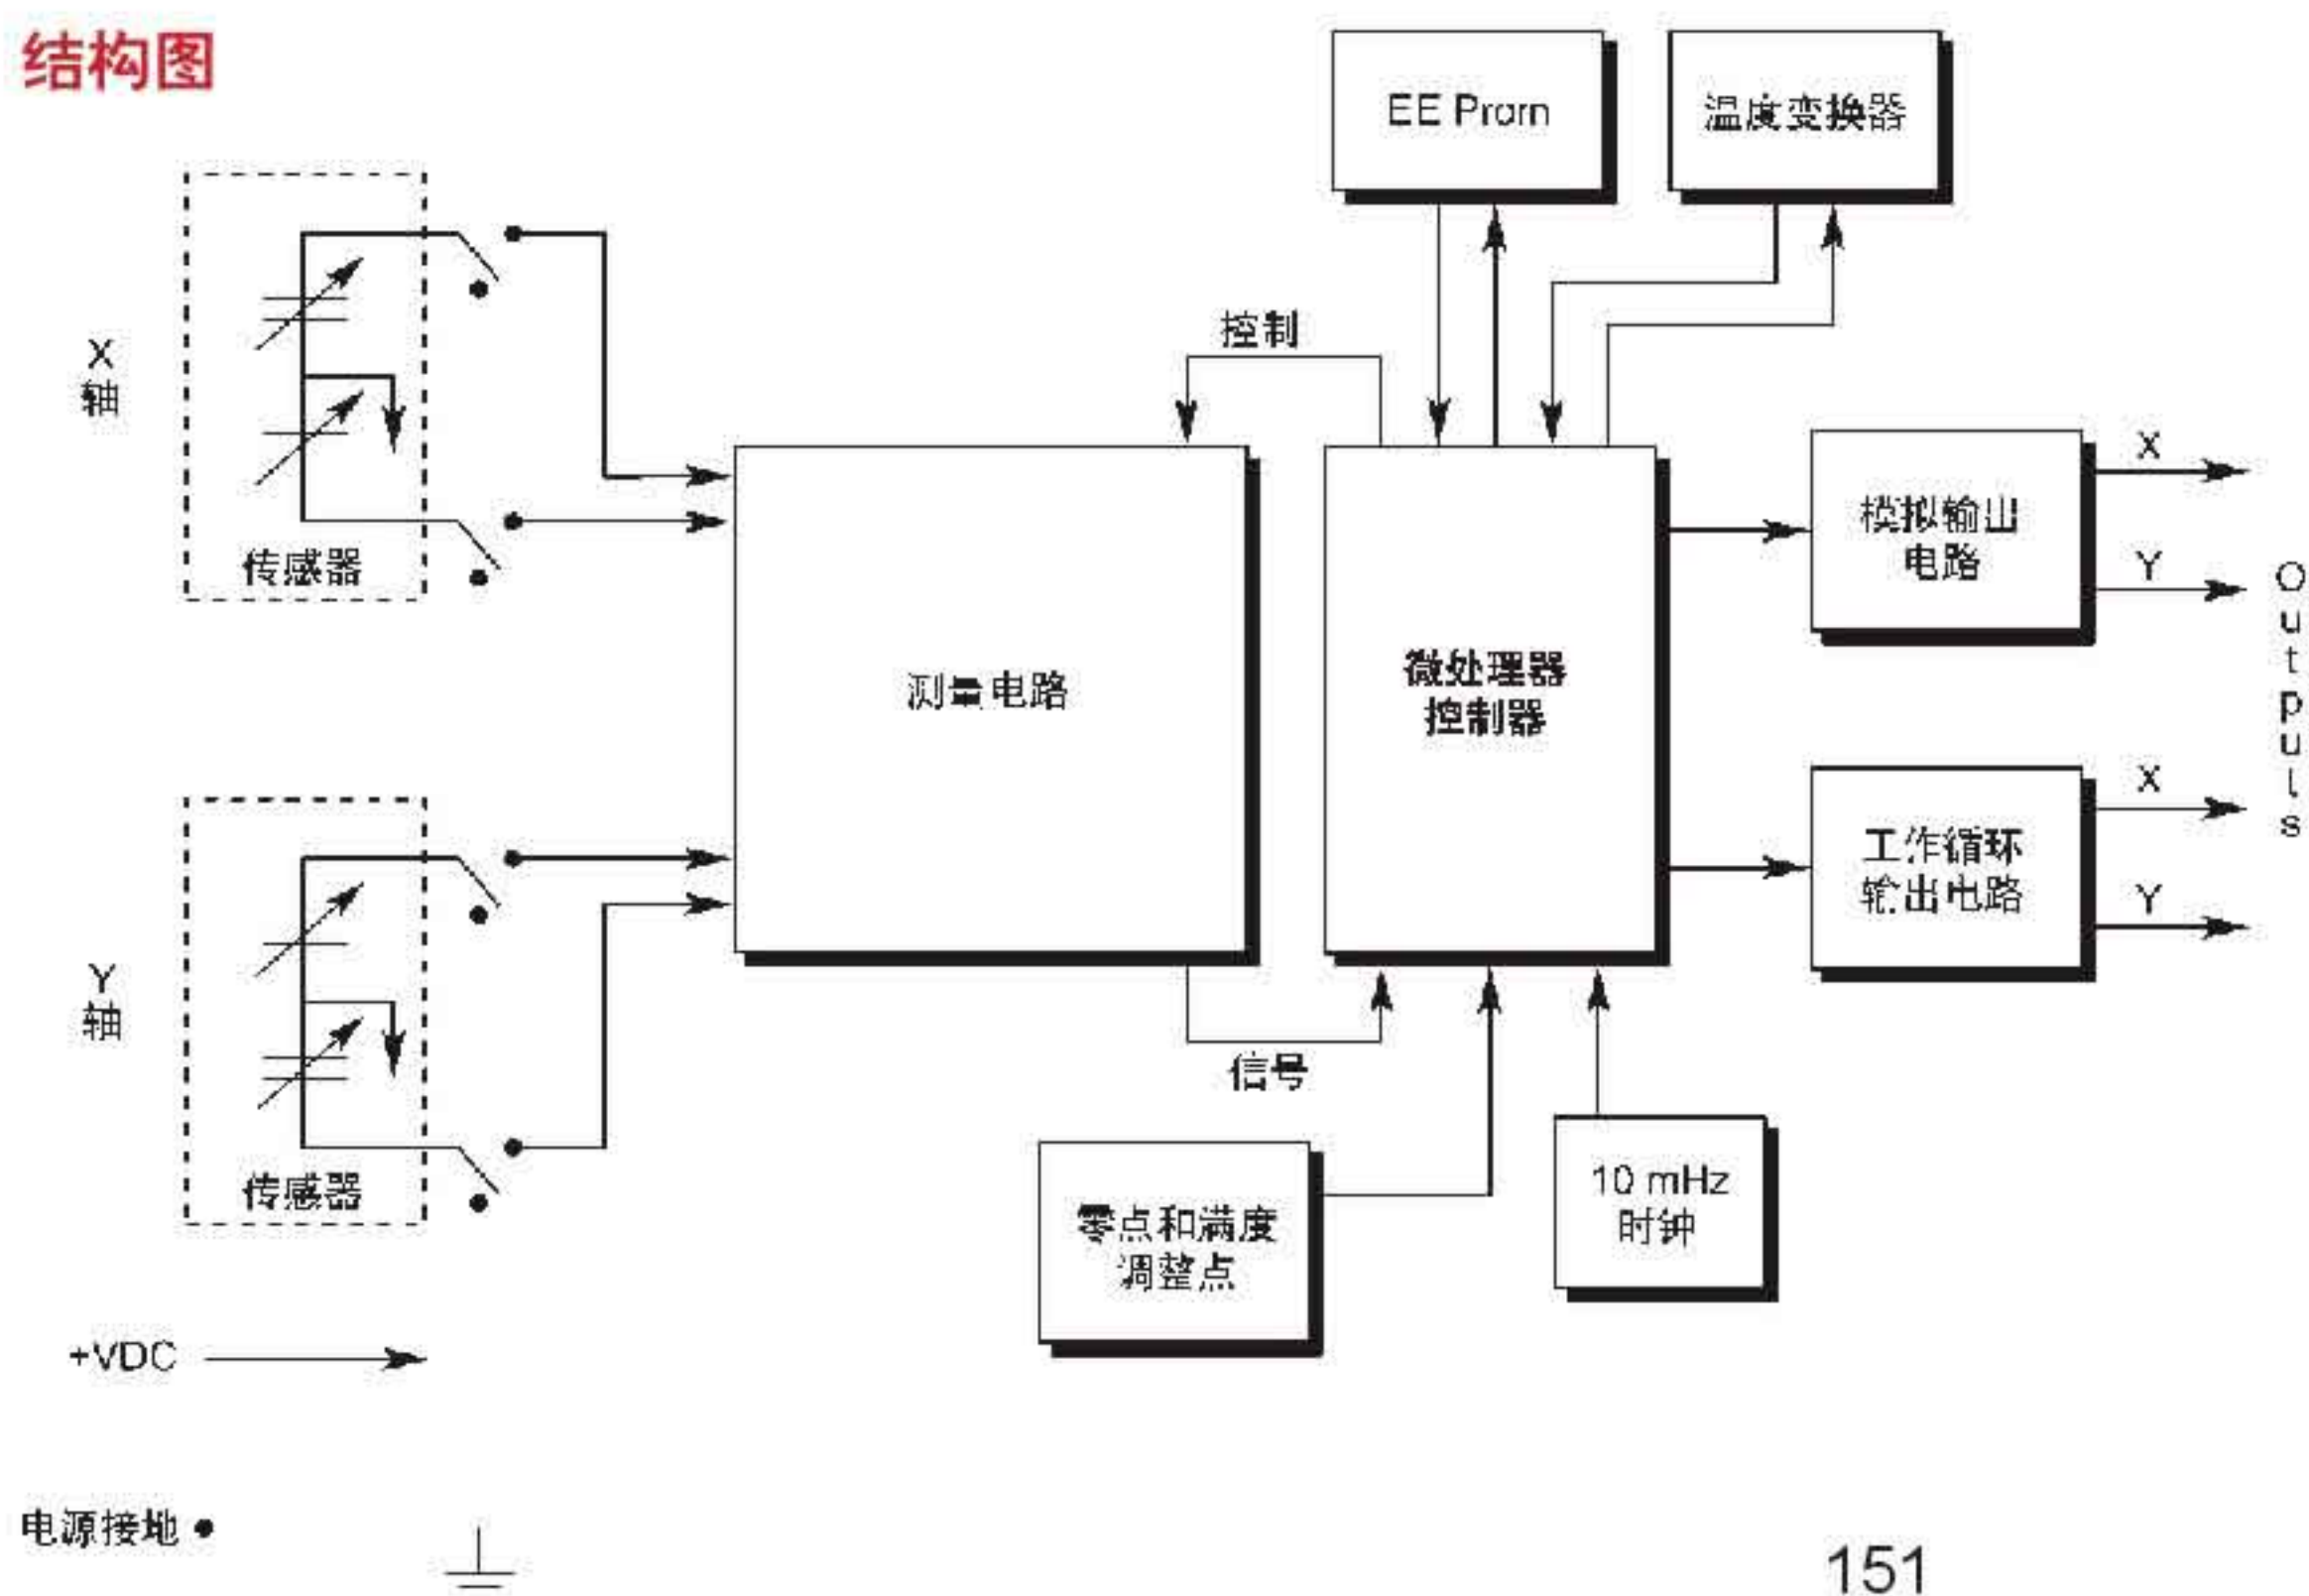 结构图
EE Prom
温度变换器
控制
X
轴
传感器
测量电路
微处理器
控制器
模拟输出
电路
X
Y
Outputs
工作循环
输出电路
X
Y
Y
轴
传感器
信号
零点和满度
调整点
10 mHz
时钟
+VDC
电源接地
151